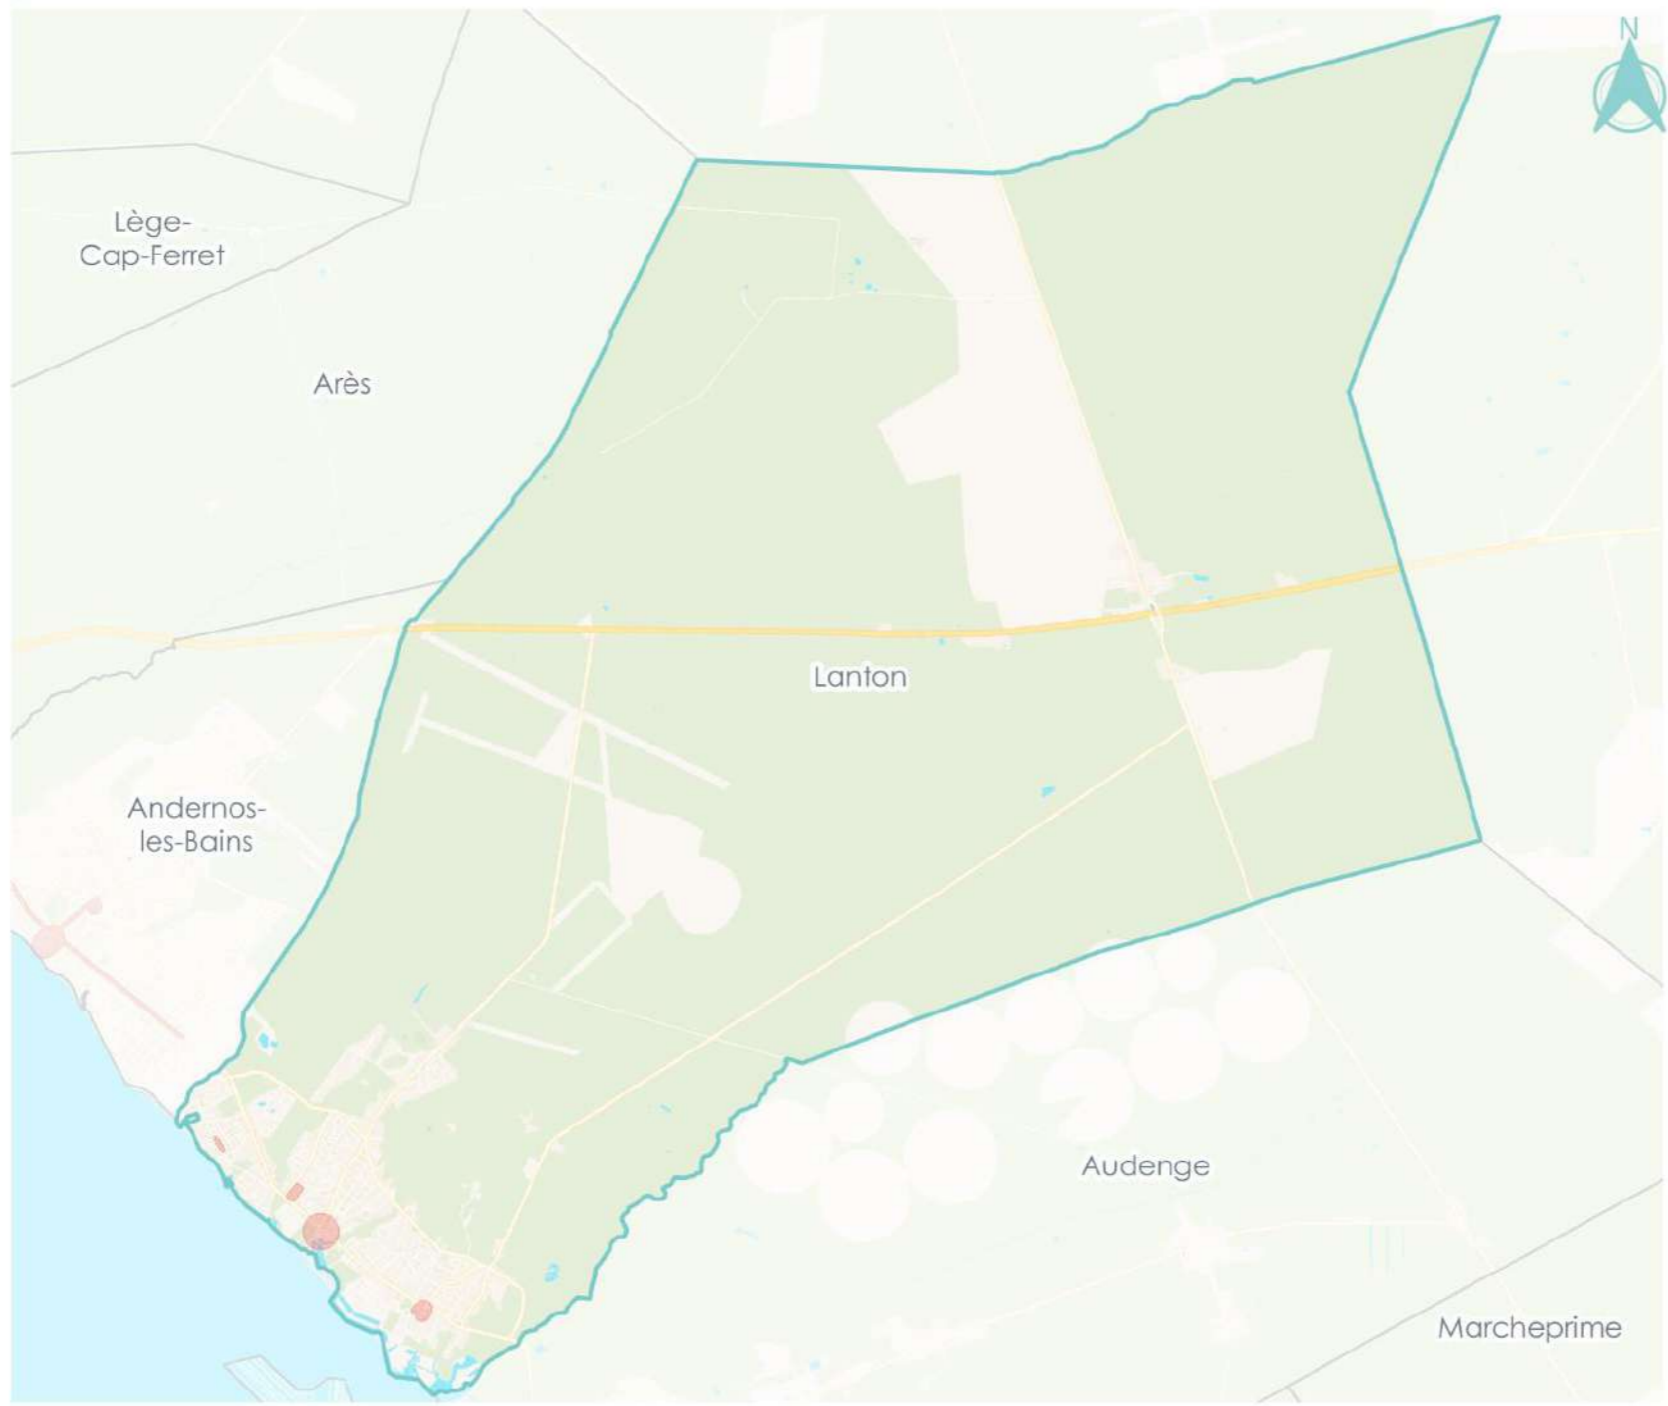 N
Lège-
Cap-Ferret
Arès
Lanton
Andernos-
les-Bains
Audenge
Marcheprime